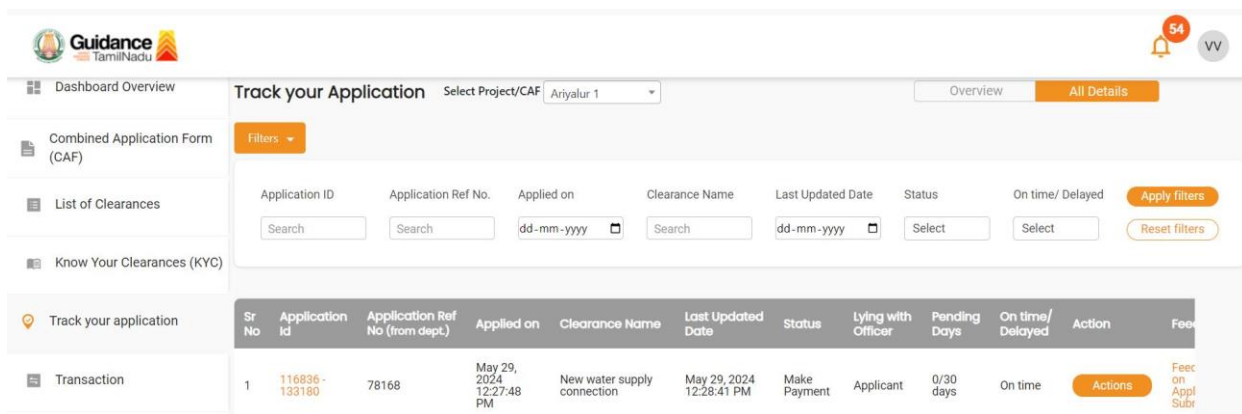 Guidance
TamilNadu
54
VV
Dashboard Overview
Track your Application
Select Project/CAF
Ariyalur 1
Overview
All Details
Combined Application Form
(CAF)
Filters
List of Clearances
Application ID
Application Ref No.
Applied on
Clearance Name
Last Updated Date
Status
On time/ Delayed
Apply filters
Search
Search
dd-mm-yyyy
Search
dd-mm-yyyy
Select
Select
Reset filters
Know Your Clearances (KYC)
Track your application
Sr
No
Application
Id
Application Ref
No (from dept.)
Applied on
Clearance Name
Last Updated
Date
Status
Lying with
Officer
Pending
Days
On time/
Delayed
Action
Transaction
1
116836 -
133180
78168
May 29,
2024
12:27:48
PM
New water supply
connection
May 29, 2024
12:28:41 PM
Make
Payment
Applicant
0/30
days
On time
Actions
on